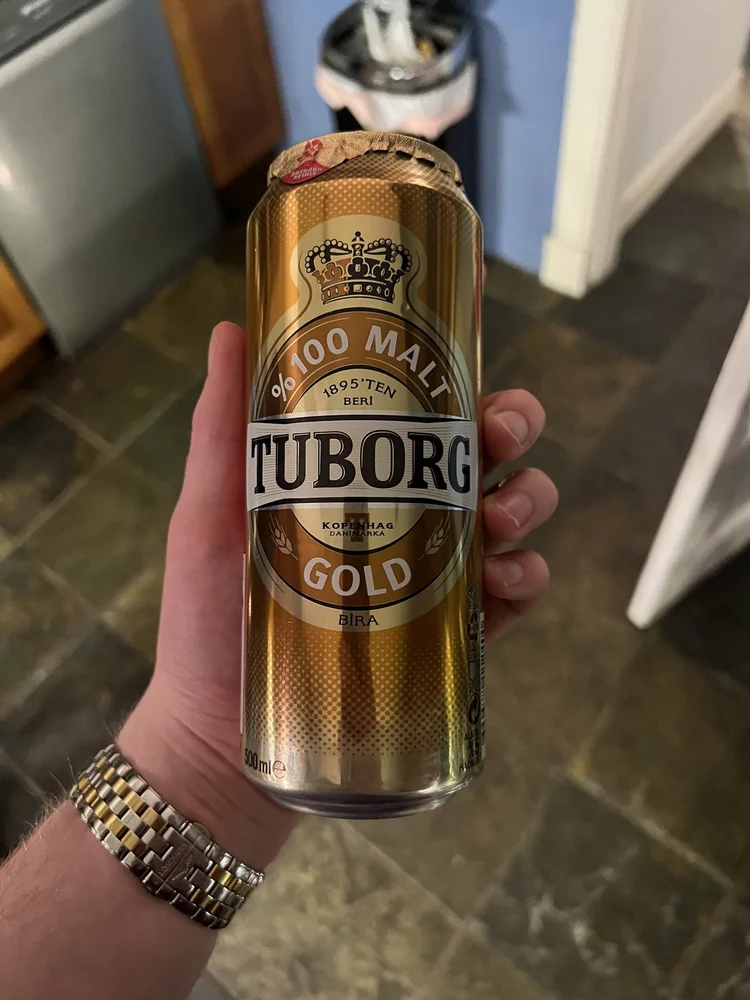 %100 MALT
1895'TEN
BERİ
TUBORG
KOPENHAG
DANİMARKA
GOLD
BİRA
500 ml ℮